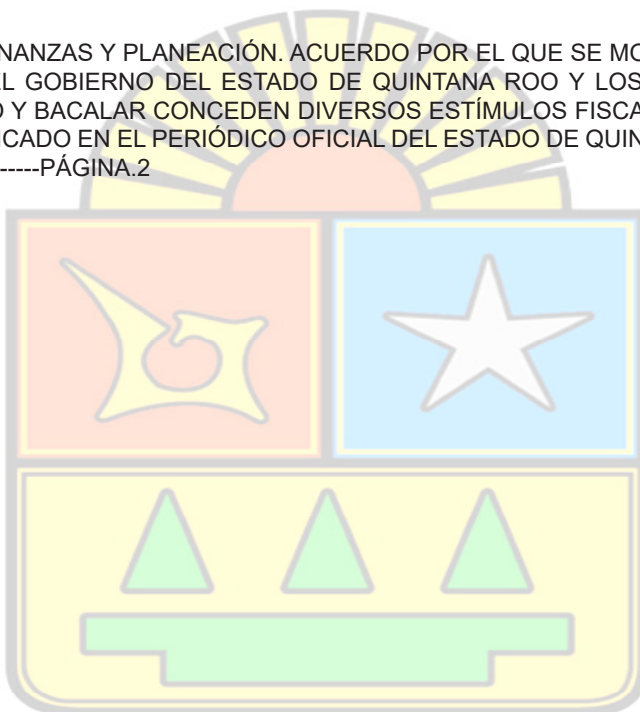 NANZAS Y PLANEACIÓN. ACUERDO POR EL QUE SE MO
EL GOBIERNO DEL ESTADO DE QUINTANA ROO Y LOS
O Y BACALAR CONCEDEN DIVERSOS ESTÍMULOS FISCA
ICADO EN EL PERIÓDICO OFICIAL DEL ESTADO DE QUIN
-----PÁGINA.2